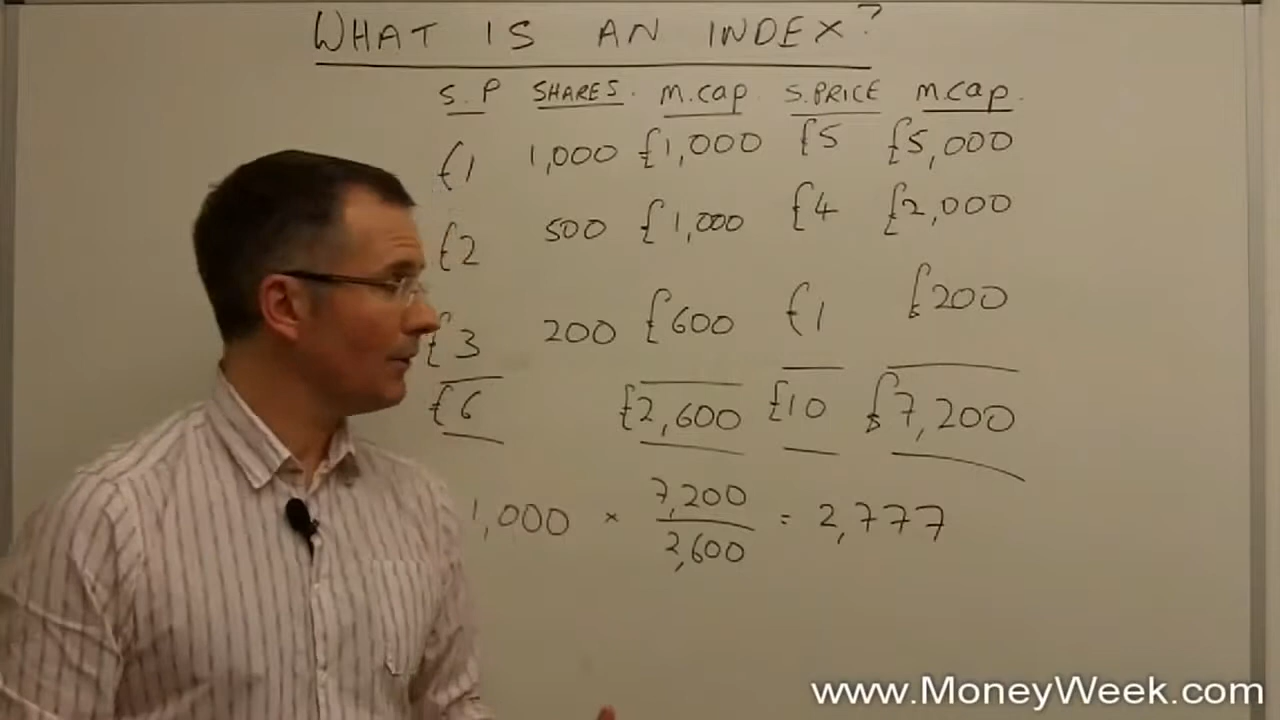 WHAT IS AN INDEX?
S.P SHARES. M.Cap S.PRICE M.Cap.
£1 1,000 £1,000 £5 £5,000
£2 500 £1,000 £4 £2,000
£3 200 £600 £1 £200
£6 £2,600 £10 £7,200
1,000 × 7,200 / 2,600 = 2,777
www.MoneyWeek.com